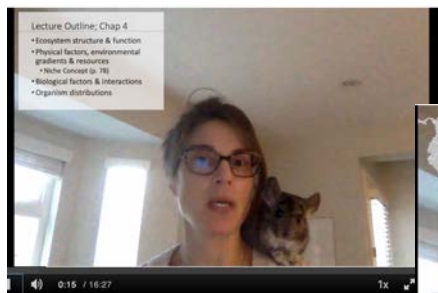 Lecture Outline; Chap 4
• Ecosystem structure & function
• Physical factors, environmental
gradients & resources
• Niche Concept (p. 78)
• Biological factors & interactions
• Organism distributions
0:15 / 16:27
1x